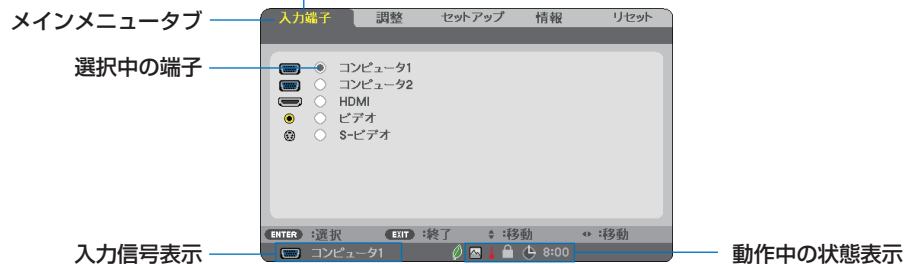 メインメニュータブ
入力端子 調整 セットアップ 情報 リセット
選択中の端子
コンピュータ1
コンピュータ2
HDMI
ビデオ
S-ビデオ
ENTER :選択 EXIT :終了 :移動 :移動
入力信号表示
コンピュータ1 8:00
動作中の状態表示